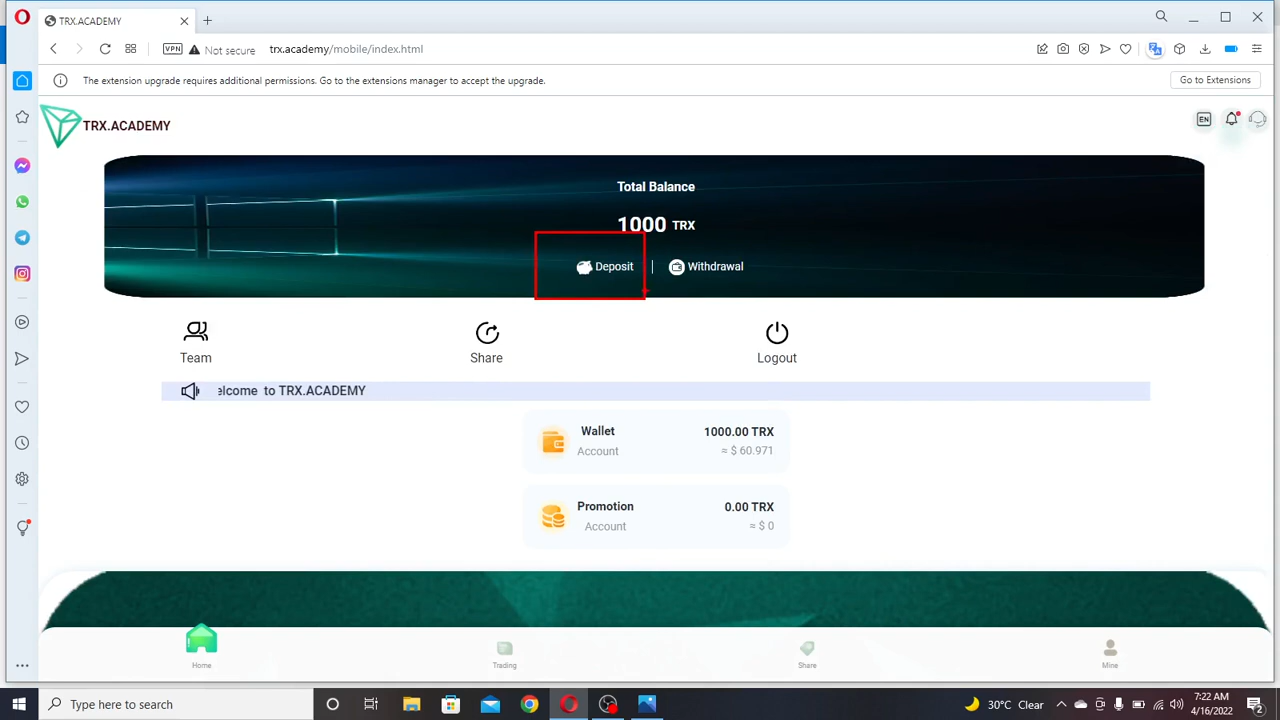 TRX.ACADEMY
VPN Not secure trx.academy/mobile/index.html
The extension upgrade requires additional permissions. Go to the extensions manager to accept the upgrade. Go to Extensions
TRX.ACADEMY EN
Total Balance
1000 TRX
Deposit | Withdrawal
Team Share Logout
elcome to TRX.ACADEMY
Wallet 1000.00 TRX
Account ≈ $ 60.971
Promotion 0.00 TRX
Account ≈ $ 0
Home Trading Share Mine
Type here to search 30°C Clear 7:22 AM
4/16/2022 2